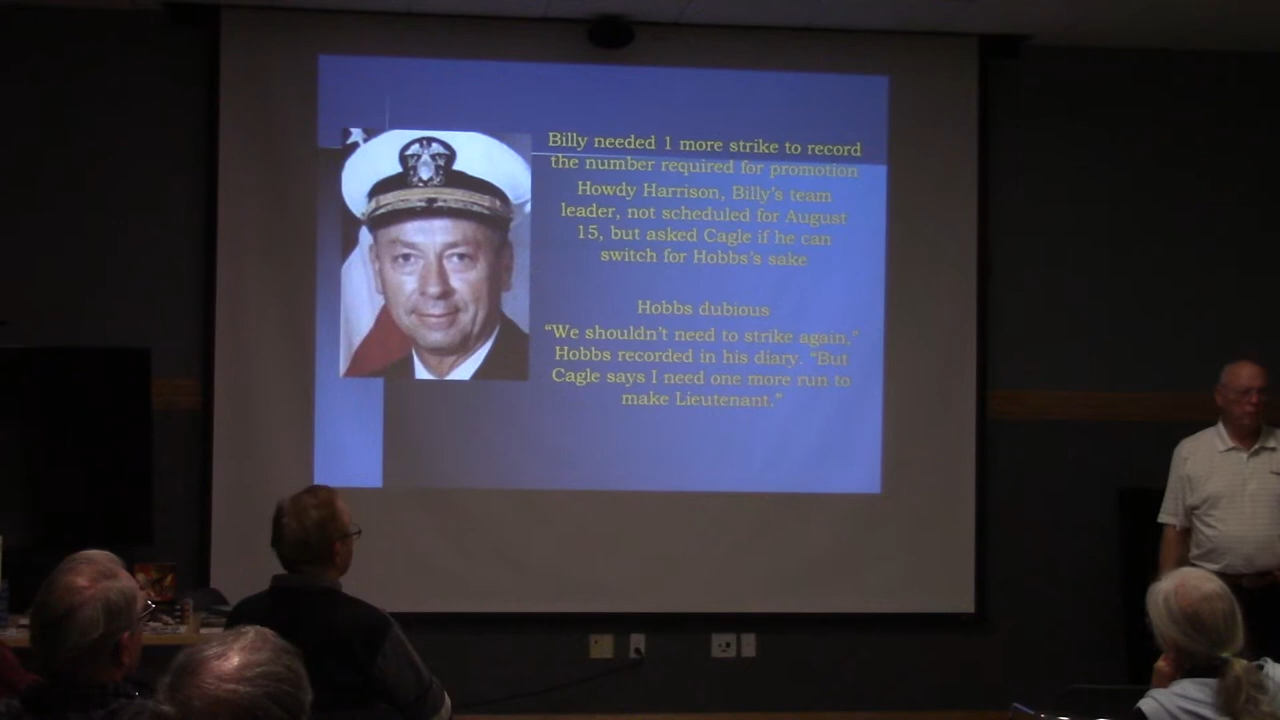 Billy needed 1 more strike to record
the number required for promotion
Howdy Harrison, Billy's team
leader, not scheduled for August
15, but asked Cagle if he can
switch for Hobbs's sake
Hobbs dubious
“We shouldn't need to strike again,”
Hobbs recorded in his diary. “But
Cagle says I need one more run to
make Lieutenant.”